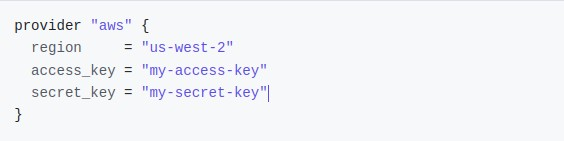 provider "aws" {
  region     = "us-west-2"
  access_key = "my-access-key"
  secret_key = "my-secret-key"
}